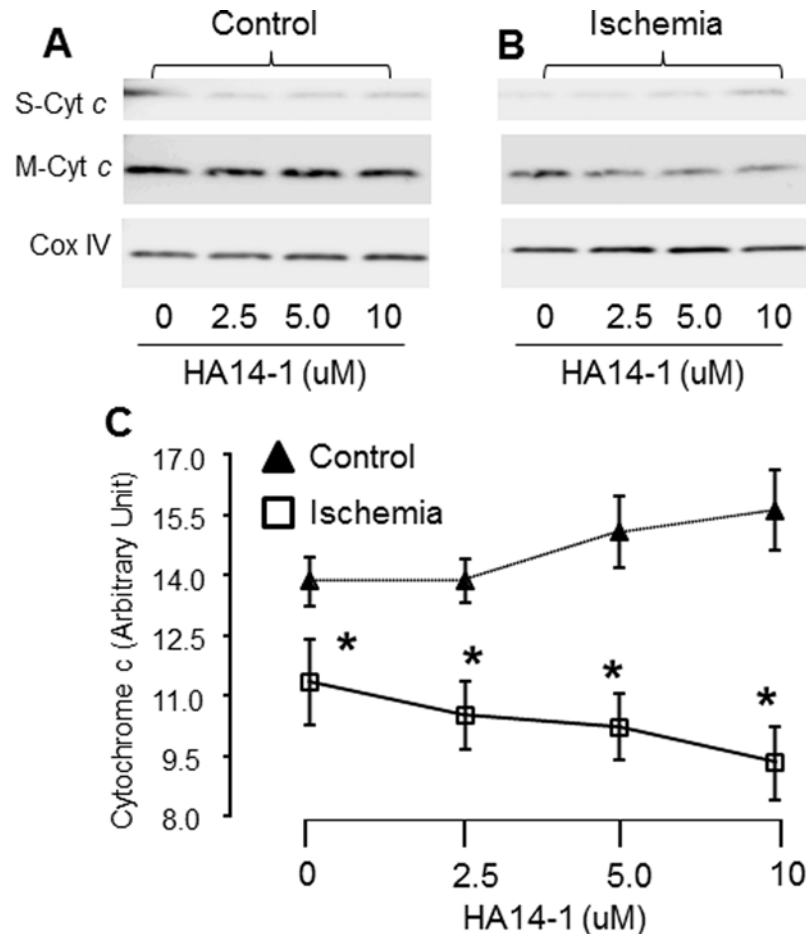 A
Control
B
Ischemia
S-Cyt c
M-Cyt c
Cox IV
0 2.5 5.0 10
0 2.5 5.0 10
HA14-1 (uM)
HA14-1 (uM)
C
Cytochrome c (Arbitrary Unit)
17.0
15.5
14.0
12.5
11.0
9.5
8.0
Control
Ischemia
*
*
*
*
0 2.5 5.0 10
HA14-1 (uM)